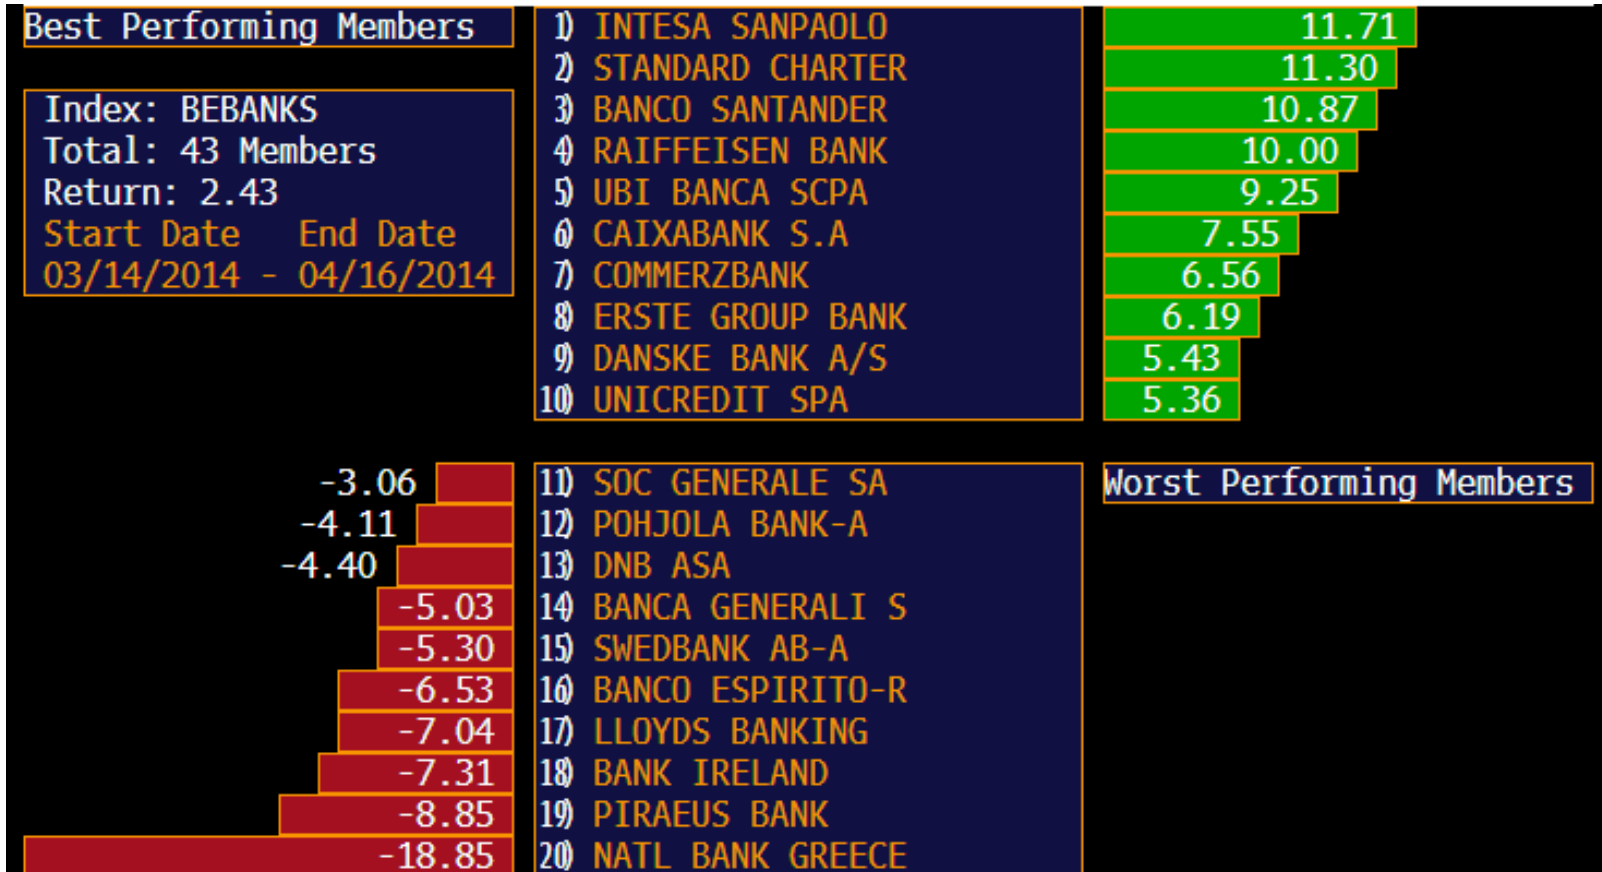 Best Performing Members
Index: BEBANKS
Total: 43 Members
Return: 2.43
Start Date End Date
03/14/2014 - 04/16/2014
1) INTESA SANPAOLO 11.71
2) STANDARD CHARTER 11.30
3) BANCO SANTANDER 10.87
4) RAIFFEISEN BANK 10.00
5) UBI BANCA SCPA 9.25
6) CAIXABANK S.A 7.55
7) COMMERZBANK 6.56
8) ERSTE GROUP BANK 6.19
9) DANSKE BANK A/S 5.43
10) UNICREDIT SPA 5.36
Worst Performing Members
-3.06 11) SOC GENERALE SA
-4.11 12) POHJOLA BANK-A
-4.40 13) DNB ASA
-5.03 14) BANCA GENERALI S
-5.30 15) SWEDBANK AB-A
-6.53 16) BANCO ESPIRITO-R
-7.04 17) LLOYDS BANKING
-7.31 18) BANK IRELAND
-8.85 19) PIRAEUS BANK
-18.85 20) NATL BANK GREECE